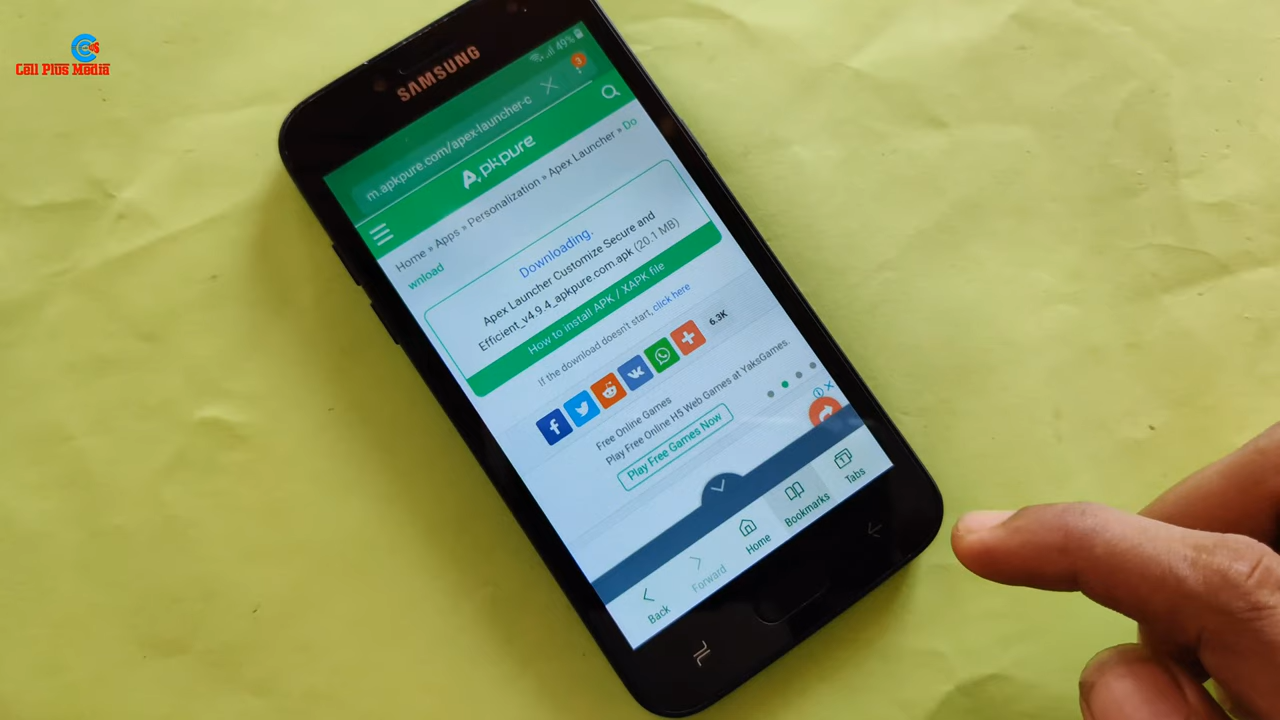 Cell Plus Media
SAMSUNG
49%
3
m.apkpure.com/apex-launcher-c
Apkpure
Home » Apps » Personalization » Apex Launcher » Do
wnload
Downloading.
Apex Launcher Customize Secure and
Efficient_v4.9.4_apkpure.com.apk (20.1 MB)
How to install APK / XAPK file
If the download doesn't start, click here
6.3K
Free Online Games
Play Free Online H5 Web Games at YaksGames.
Play Free Games Now
Back
Forward
Home
Bookmarks
1
Tabs